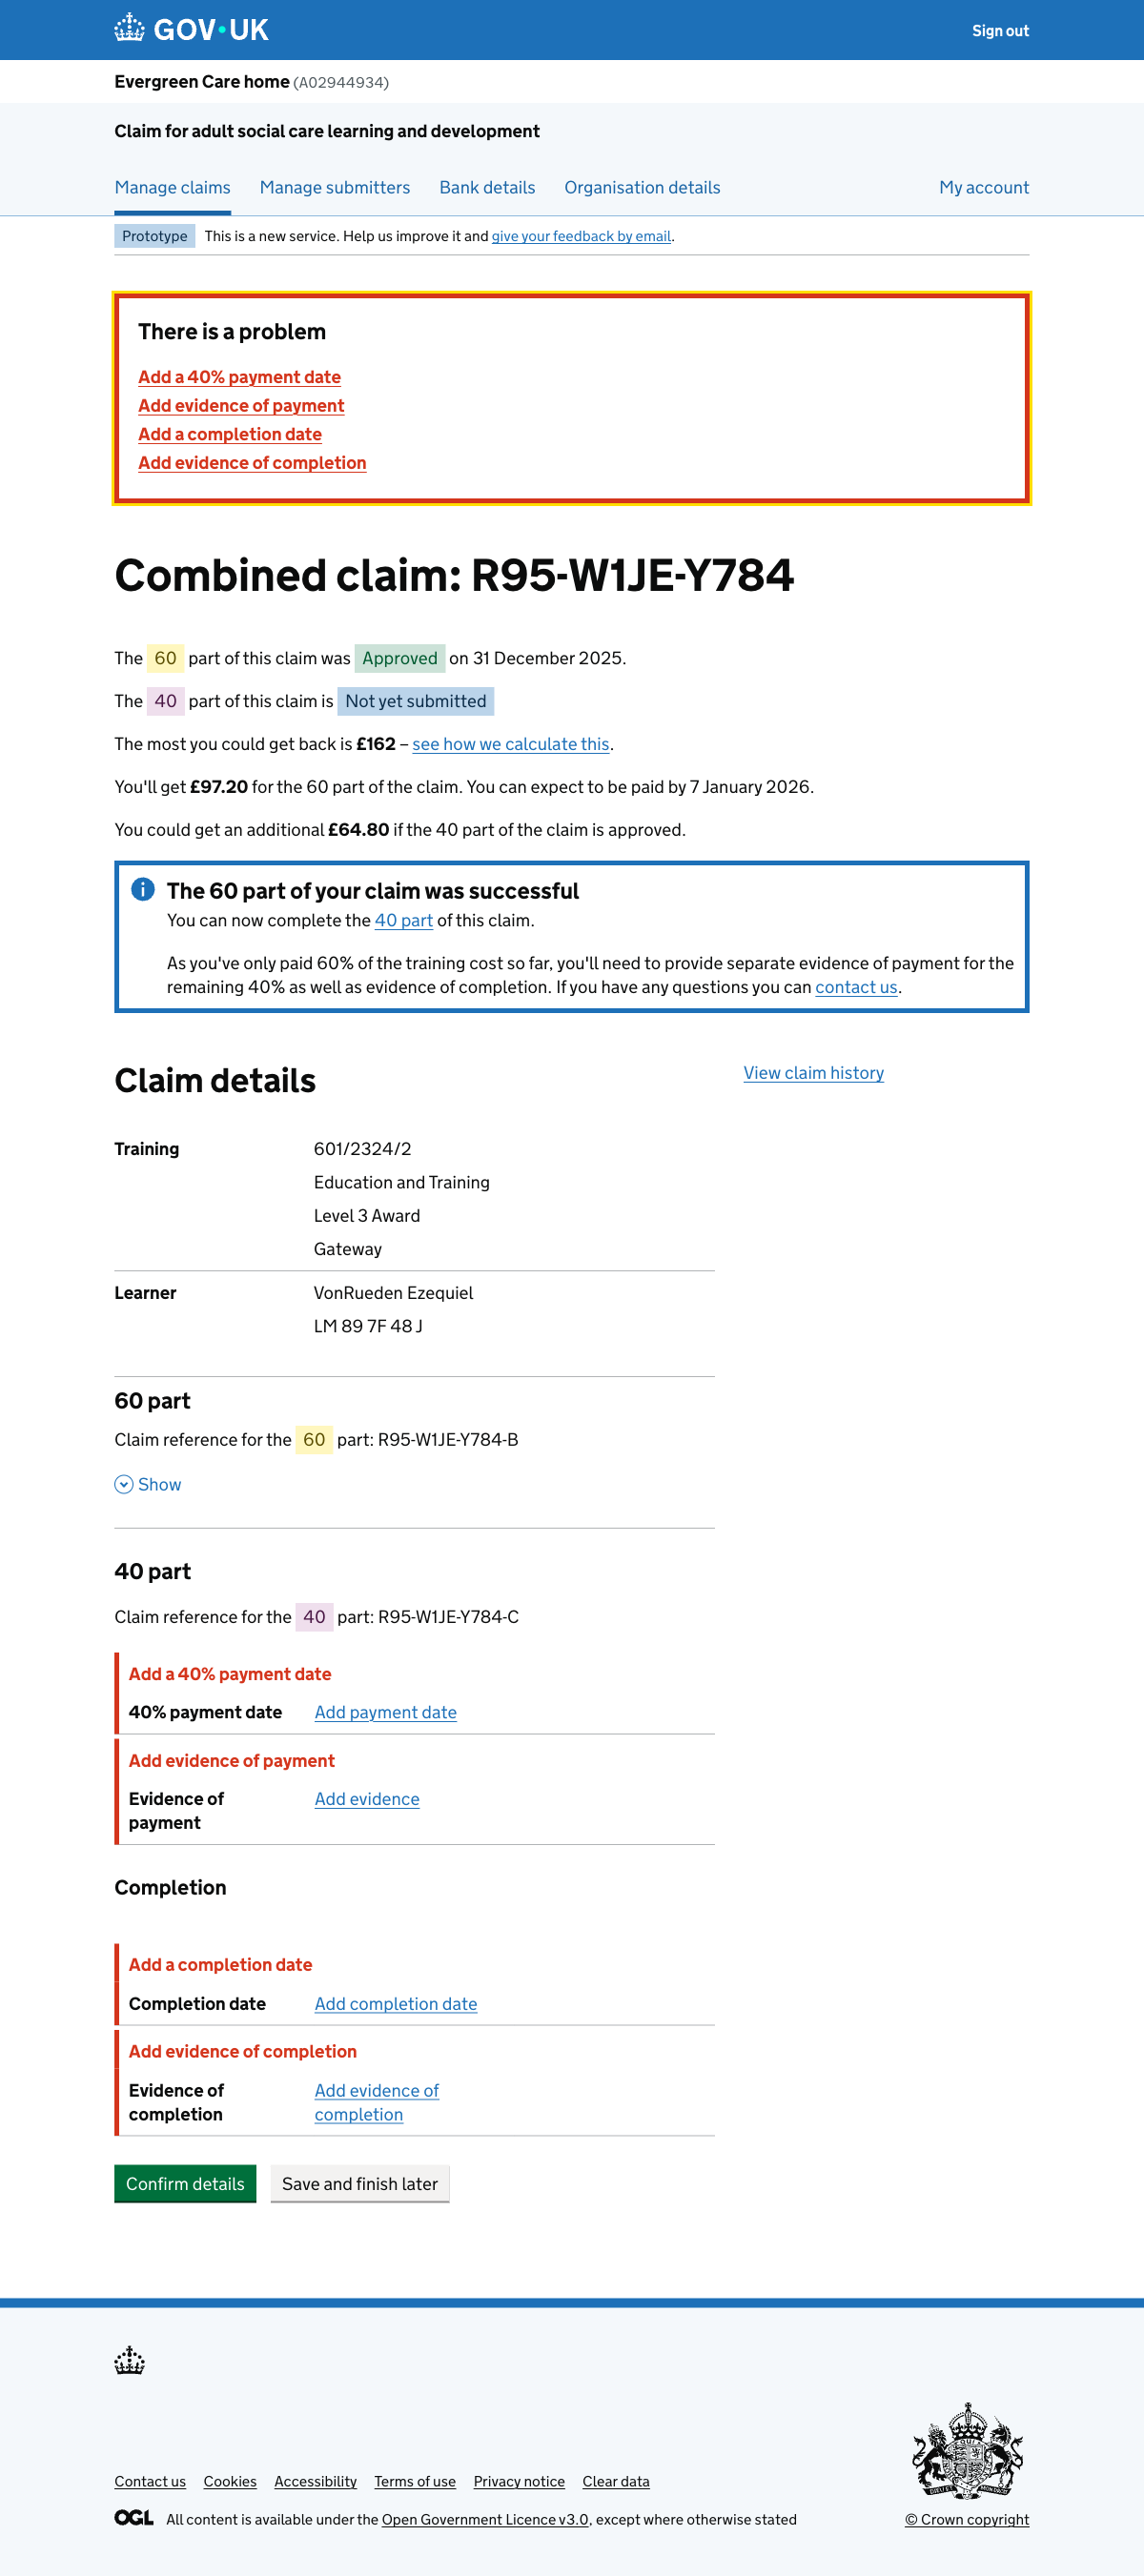 GOV·UK
Sign out
Evergreen Care home (A02944934)
Claim for adult social care learning and development
Manage claims Manage submitters Bank details Organisation details My account
Prototype This is a new service. Help us improve it and give your feedback by email.
There is a problem
Add a 40% payment date
Add evidence of payment
Add a completion date
Add evidence of completion
Combined claim: R95-W1JE-Y784
The 60 part of this claim was Approved on 31 December 2025.
The 40 part of this claim is Not yet submitted
The most you could get back is £162 – see how we calculate this.
You'll get £97.20 for the 60 part of the claim. You can expect to be paid by 7 January 2026.
You could get an additional £64.80 if the 40 part of the claim is approved.
The 60 part of your claim was successful
You can now complete the 40 part of this claim.
As you've only paid 60% of the training cost so far, you'll need to provide separate evidence of payment for the
remaining 40% as well as evidence of completion. If you have any questions you can contact us.
Claim details
View claim history
Training 601/2324/2
Education and Training
Level 3 Award
Gateway
Learner VonRueden Ezequiel
LM 89 7F 48 J
60 part
Claim reference for the 60 part: R95-W1JE-Y784-B
Show
40 part
Claim reference for the 40 part: R95-W1JE-Y784-C
Add a 40% payment date
40% payment date Add payment date
Add evidence of payment
Evidence of Add evidence
payment
Completion
Add a completion date
Completion date Add completion date
Add evidence of completion
Evidence of Add evidence of
completion completion
Confirm details Save and finish later
Contact us Cookies Accessibility Terms of use Privacy notice Clear data
OGL All content is available under the Open Government Licence v3.0, except where otherwise stated
© Crown copyright